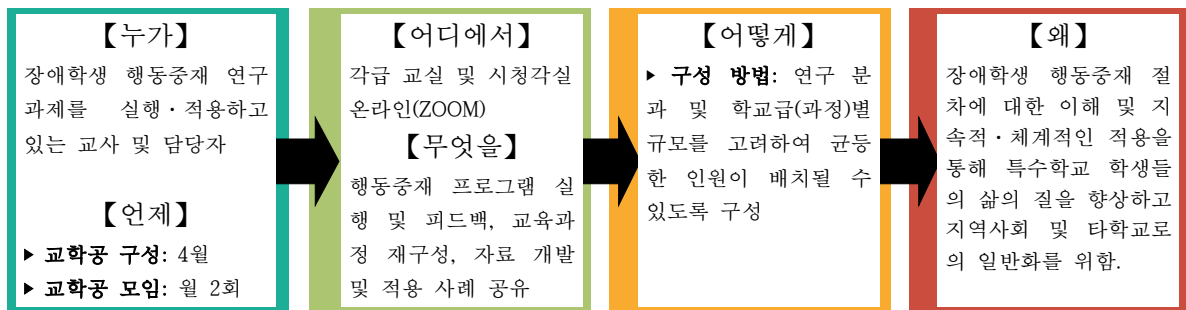 【누가】
장애학생 행동중재 연구
과제를 실행·적용하고
있는 교사 및 담당자
【언제】
▶ 교학공 구성: 4월
▶ 교학공 모임: 월 2회
【어디에서】
각급 교실 및 시청각실
온라인(ZOOM)
【무엇을】
행동중재 프로그램 실
행 및 피드백, 교육과
정 재구성, 자료 개발
및 적용 사례 공유
【어떻게】
▶ 구성 방법: 연구 분
과 및 학교급(과정)별
규모를 고려하여 균등
한 인원이 배치될 수
있도록 구성
【왜】
장애학생 행동중재 절
차에 대한 이해 및 지
속적·체계적인 적용을
통해 특수학교 학생들
의 삶의 질을 향상하고
지역사회 및 타학교로
의 일반화를 위함.